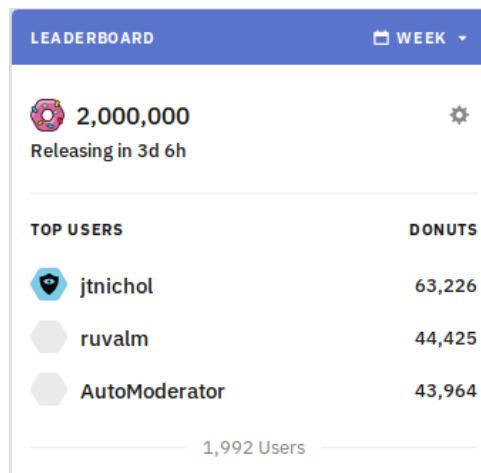 LEADERBOARD WEEK
2,000,000
Releasing in 3d 6h
TOP USERS DONUTS
jtnichol 63,226
ruvalm 44,425
AutoModerator 43,964
1,992 Users